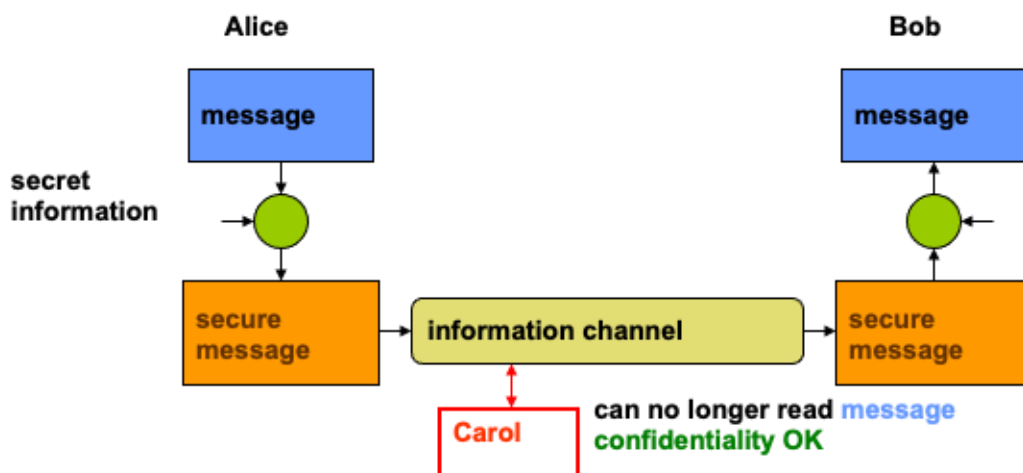 Alice
Bob
message
message
secret
information
secure
message
information channel
secure
message
Carol
can no longer read message
confidentiality OK